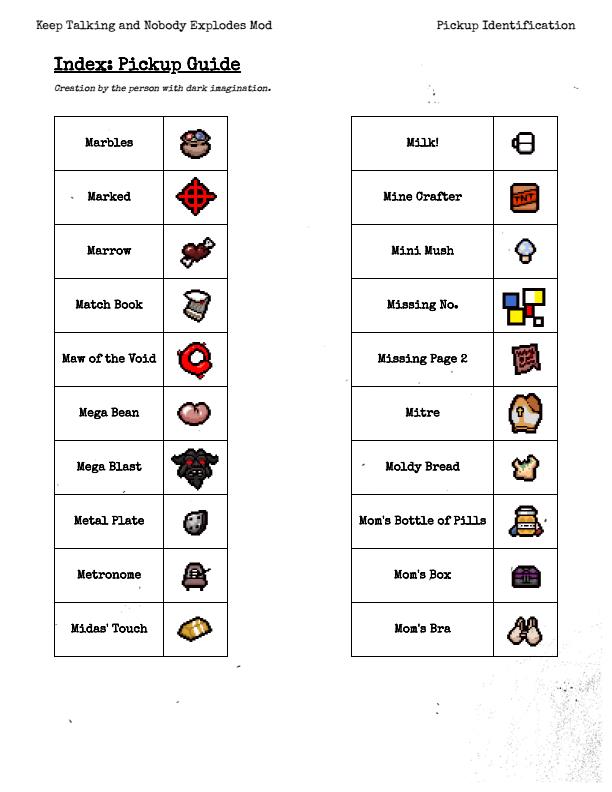 Keep Talking and Nobody Explodes Mod
Pickup Identification
Index: Pickup Guide
Creation by the person with dark imagination.
Marbles
Marked
Marrow
Match Book
Maw of the Void
Mega Bean
Mega Blast
Metal Plate
Metronome
Midas' Touch
Milk!
Mine Crafter
TNT
Mini Mush
Missing No.
Missing Page 2
Mitre
Moldy Bread
Mom's Bottle of Pills
Mom's Box
Mom's Bra